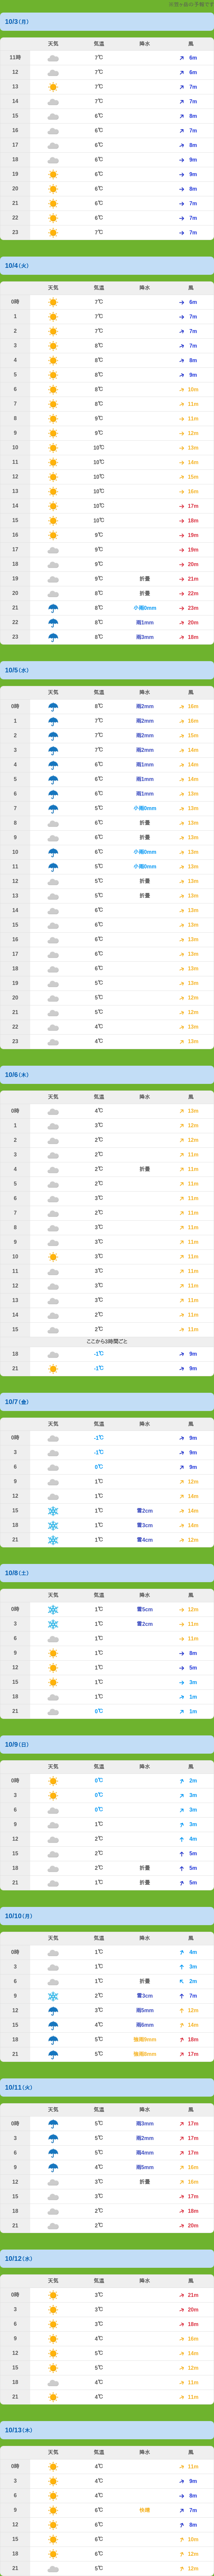 10/3(月)
天気 気温 降水 風
11時 7℃ 6m
12 7℃ 6m
13 7℃ 7m
14 7℃ 7m
15 6℃ 8m
16 6℃ 7m
17 6℃ 8m
18 6℃ 9m
19 6℃ 9m
20 6℃ 8m
21 6℃ 7m
22 6℃ 7m
23 7℃ 7m
10/4(火)
天気 気温 降水 風
0時 7℃ 6m
1 7℃ 7m
2 7℃ 7m
3 8℃ 7m
4 8℃ 8m
5 8℃ 9m
6 8℃ 10m
7 8℃ 11m
8 9℃ 11m
9 9℃ 12m
10 10℃ 13m
11 10℃ 14m
12 10℃ 15m
13 10℃ 16m
14 10℃ 17m
15 10℃ 18m
16 9℃ 19m
17 9℃ 19m
18 9℃ 20m
19 9℃ 折畳 21m
20 8℃ 折畳 22m
21 8℃ 小雨0mm 23m
22 8℃ 雨1mm 20m
23 8℃ 雨3mm 18m
10/5(水)
天気 気温 降水 風
0時 8℃ 雨2mm 16m
1 7℃ 雨2mm 16m
2 7℃ 雨2mm 15m
3 7℃ 雨2mm 14m
4 6℃ 雨1mm 14m
5 6℃ 雨1mm 14m
6 6℃ 雨1mm 13m
7 5℃ 小雨0mm 13m
8 6℃ 折畳 13m
9 6℃ 折畳 13m
10 6℃ 小雨0mm 13m
11 5℃ 小雨0mm 13m
12 5℃ 折畳 13m
13 5℃ 折畳 13m
14 6℃ 13m
15 6℃ 13m
16 6℃ 13m
17 6℃ 13m
18 6℃ 13m
19 5℃ 13m
20 5℃ 12m
21 5℃ 12m
22 4℃ 13m
23 4℃ 13m
10/6(木)
天気 気温 降水 風
0時 4℃ 13m
1 3℃ 12m
2 2℃ 12m
3 2℃ 11m
4 2℃ 折畳 11m
5 2℃ 11m
6 3℃ 11m
7 2℃ 11m
8 3℃ 11m
9 3℃ 11m
10 3℃ 11m
11 3℃ 11m
12 3℃ 11m
13 3℃ 11m
14 2℃ 11m
15 2℃ 11m
ここから3時間ごと
18 -1℃ 9m
21 -1℃ 9m
10/7(金)
天気 気温 降水 風
0時 -1℃ 9m
3 -1℃ 9m
6 0℃ 9m
9 1℃ 12m
12 1℃ 14m
15 1℃ 雪2cm 14m
18 1℃ 雪3cm 14m
21 1℃ 雪4cm 12m
10/8(土)
天気 気温 降水 風
0時 1℃ 雪5cm 12m
3 1℃ 雪2cm 11m
6 1℃ 11m
9 1℃ 8m
12 1℃ 5m
15 1℃ 3m
18 1℃ 1m
21 0℃ 1m
10/9(日)
天気 気温 降水 風
0時 0℃ 2m
3 0℃ 3m
6 0℃ 3m
9 1℃ 3m
12 2℃ 4m
15 2℃ 5m
18 2℃ 折畳 5m
21 1℃ 折畳 5m
10/10(月)
天気 気温 降水 風
0時 1℃ 4m
3 1℃ 3m
6 1℃ 折畳 2m
9 2℃ 雪3cm 7m
12 3℃ 雨5mm 12m
15 4℃ 雨6mm 14m
18 5℃ 18m
21 5℃ 17m
10/11(火)
天気 気温 降水 風
0時 5℃ 雨3mm 17m
3 5℃ 雨2mm 17m
6 5℃ 雨4mm 17m
9 4℃ 雨5mm 16m
12 3℃ 折畳 16m
15 3℃ 17m
18 2℃ 18m
21 2℃ 20m
10/12(水)
天気 気温 降水 風
0時 3℃ 21m
3 3℃ 20m
6 3℃ 18m
9 4℃ 16m
12 5℃ 14m
15 5℃ 12m
18 4℃ 11m
21 4℃ 11m
10/13(木)
天気 気温 降水 風
0時 4℃ 11m
3 4℃ 9m
6 4℃ 8m
9 6℃ 快晴 7m
12 6℃ 8m
15 6℃ 10m
18 6℃ 12m
21 5℃ 12m